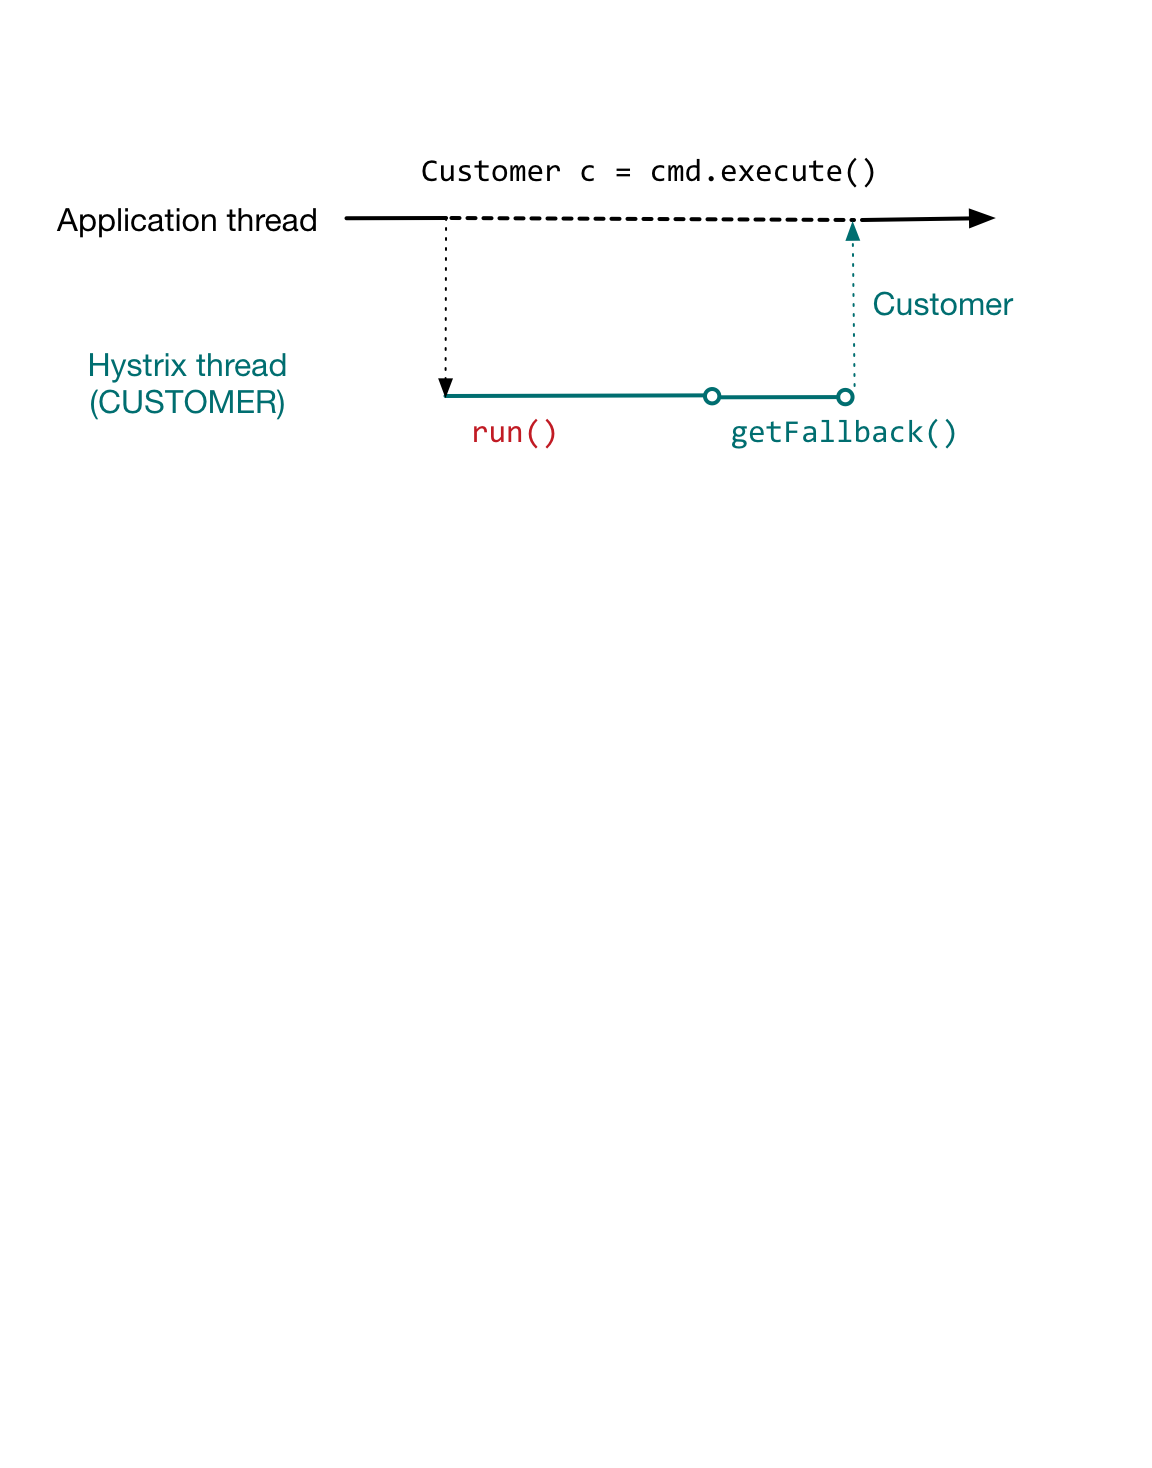 Customer c = cmd.execute()
Application thread
Customer
Hystrix thread
(CUSTOMER)
run()
getFallback()